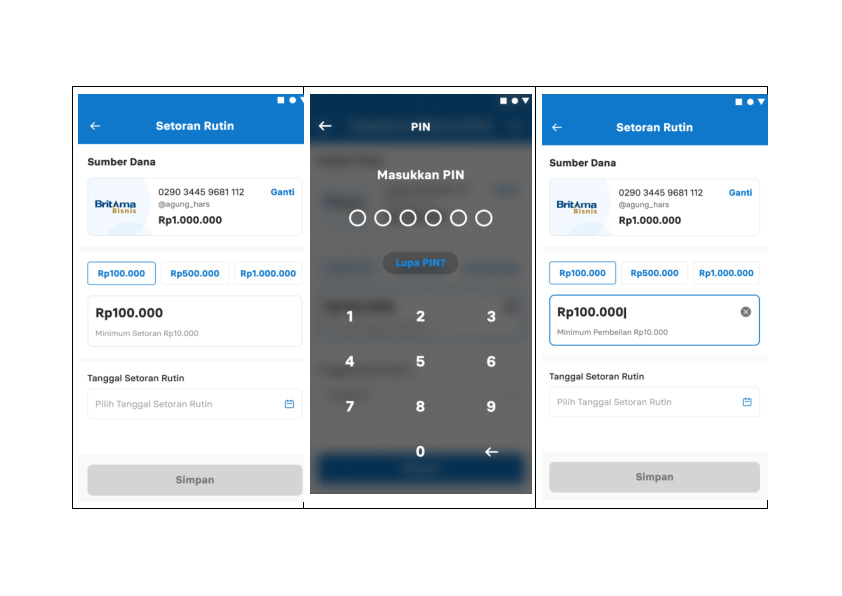 Setoran Rutin
Sumber Dana
BritAma
Bisnis
0290 3445 9681 112
Ganti
@agung_hars
Rp1.000.000
Rp100.000
Rp500.000
Rp1.000.000
Rp100.000
Minimum Setoran Rp10.000
Tanggal Setoran Rutin
Pilih Tanggal Setoran Rutin
Simpan
PIN
Masukkan PIN
Lupa PIN?
1 2 3
4 5 6
7 8 9
0
Setoran Rutin
Sumber Dana
BritAma
Bisnis
0290 3445 9681 112
Ganti
@agung_hars
Rp1.000.000
Rp100.000
Rp500.000
Rp1.000.000
Rp100.000
Minimum Pembelian Rp10.000
Tanggal Setoran Rutin
Pilih Tanggal Setoran Rutin
Simpan